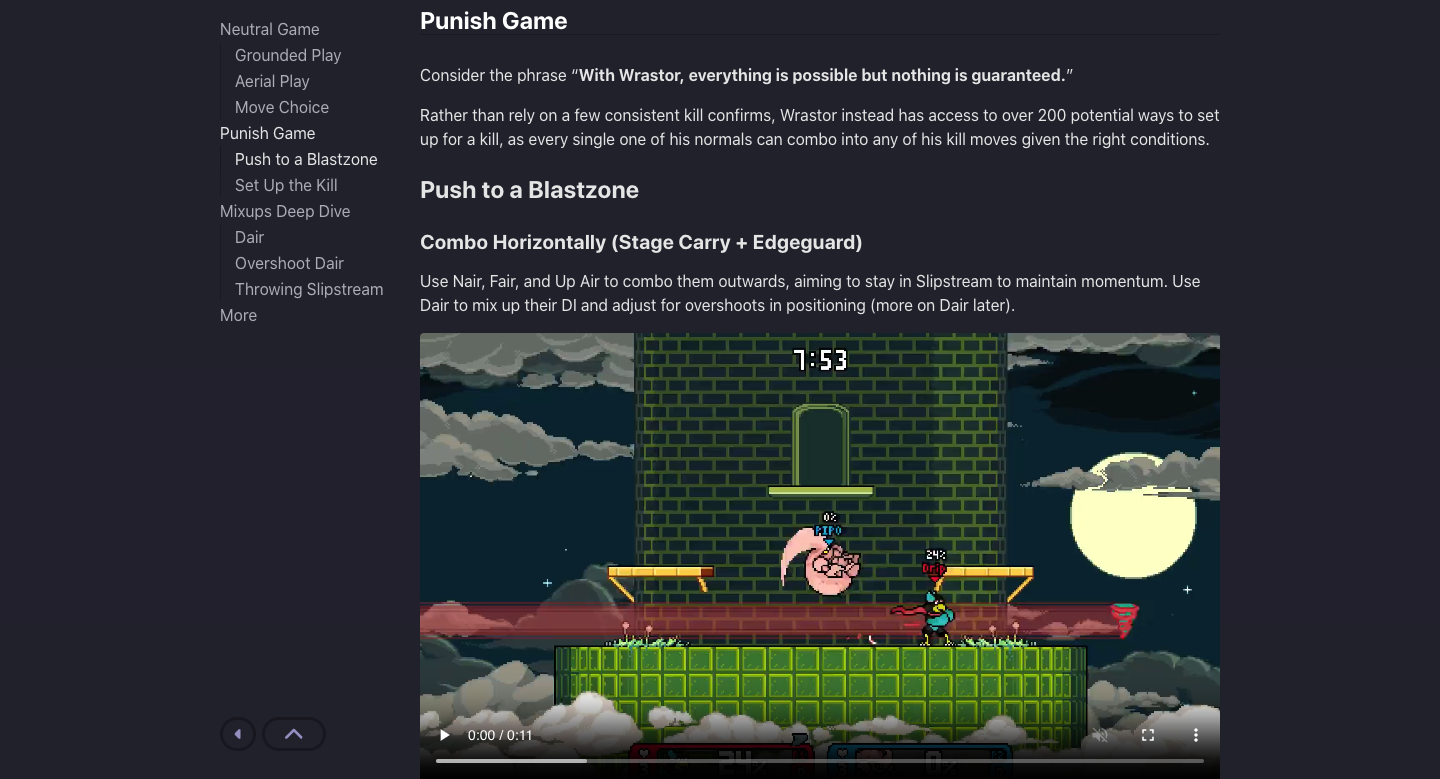 Neutral Game
Grounded Play
Aerial Play
Move Choice
Punish Game
Push to a Blastzone
Set Up the Kill
Mixups Deep Dive
Dair
Overshoot Dair
Throwing Slipstream
More
Punish Game
Consider the phrase “With Wrastor, everything is possible but nothing is guaranteed.”
Rather than rely on a few consistent kill confirms, Wrastor instead has access to over 200 potential ways to set
up for a kill, as every single one of his normals can combo into any of his kill moves given the right conditions.
Push to a Blastzone
Combo Horizontally (Stage Carry + Edgeguard)
Use Nair, Fair, and Up Air to combo them outwards, aiming to stay in Slipstream to maintain momentum. Use
Dair to mix up their DI and adjust for overshoots in positioning (more on Dair later).
7:53
0%
PIPO
24%
Drip
0:00 / 0:11
24%
0%